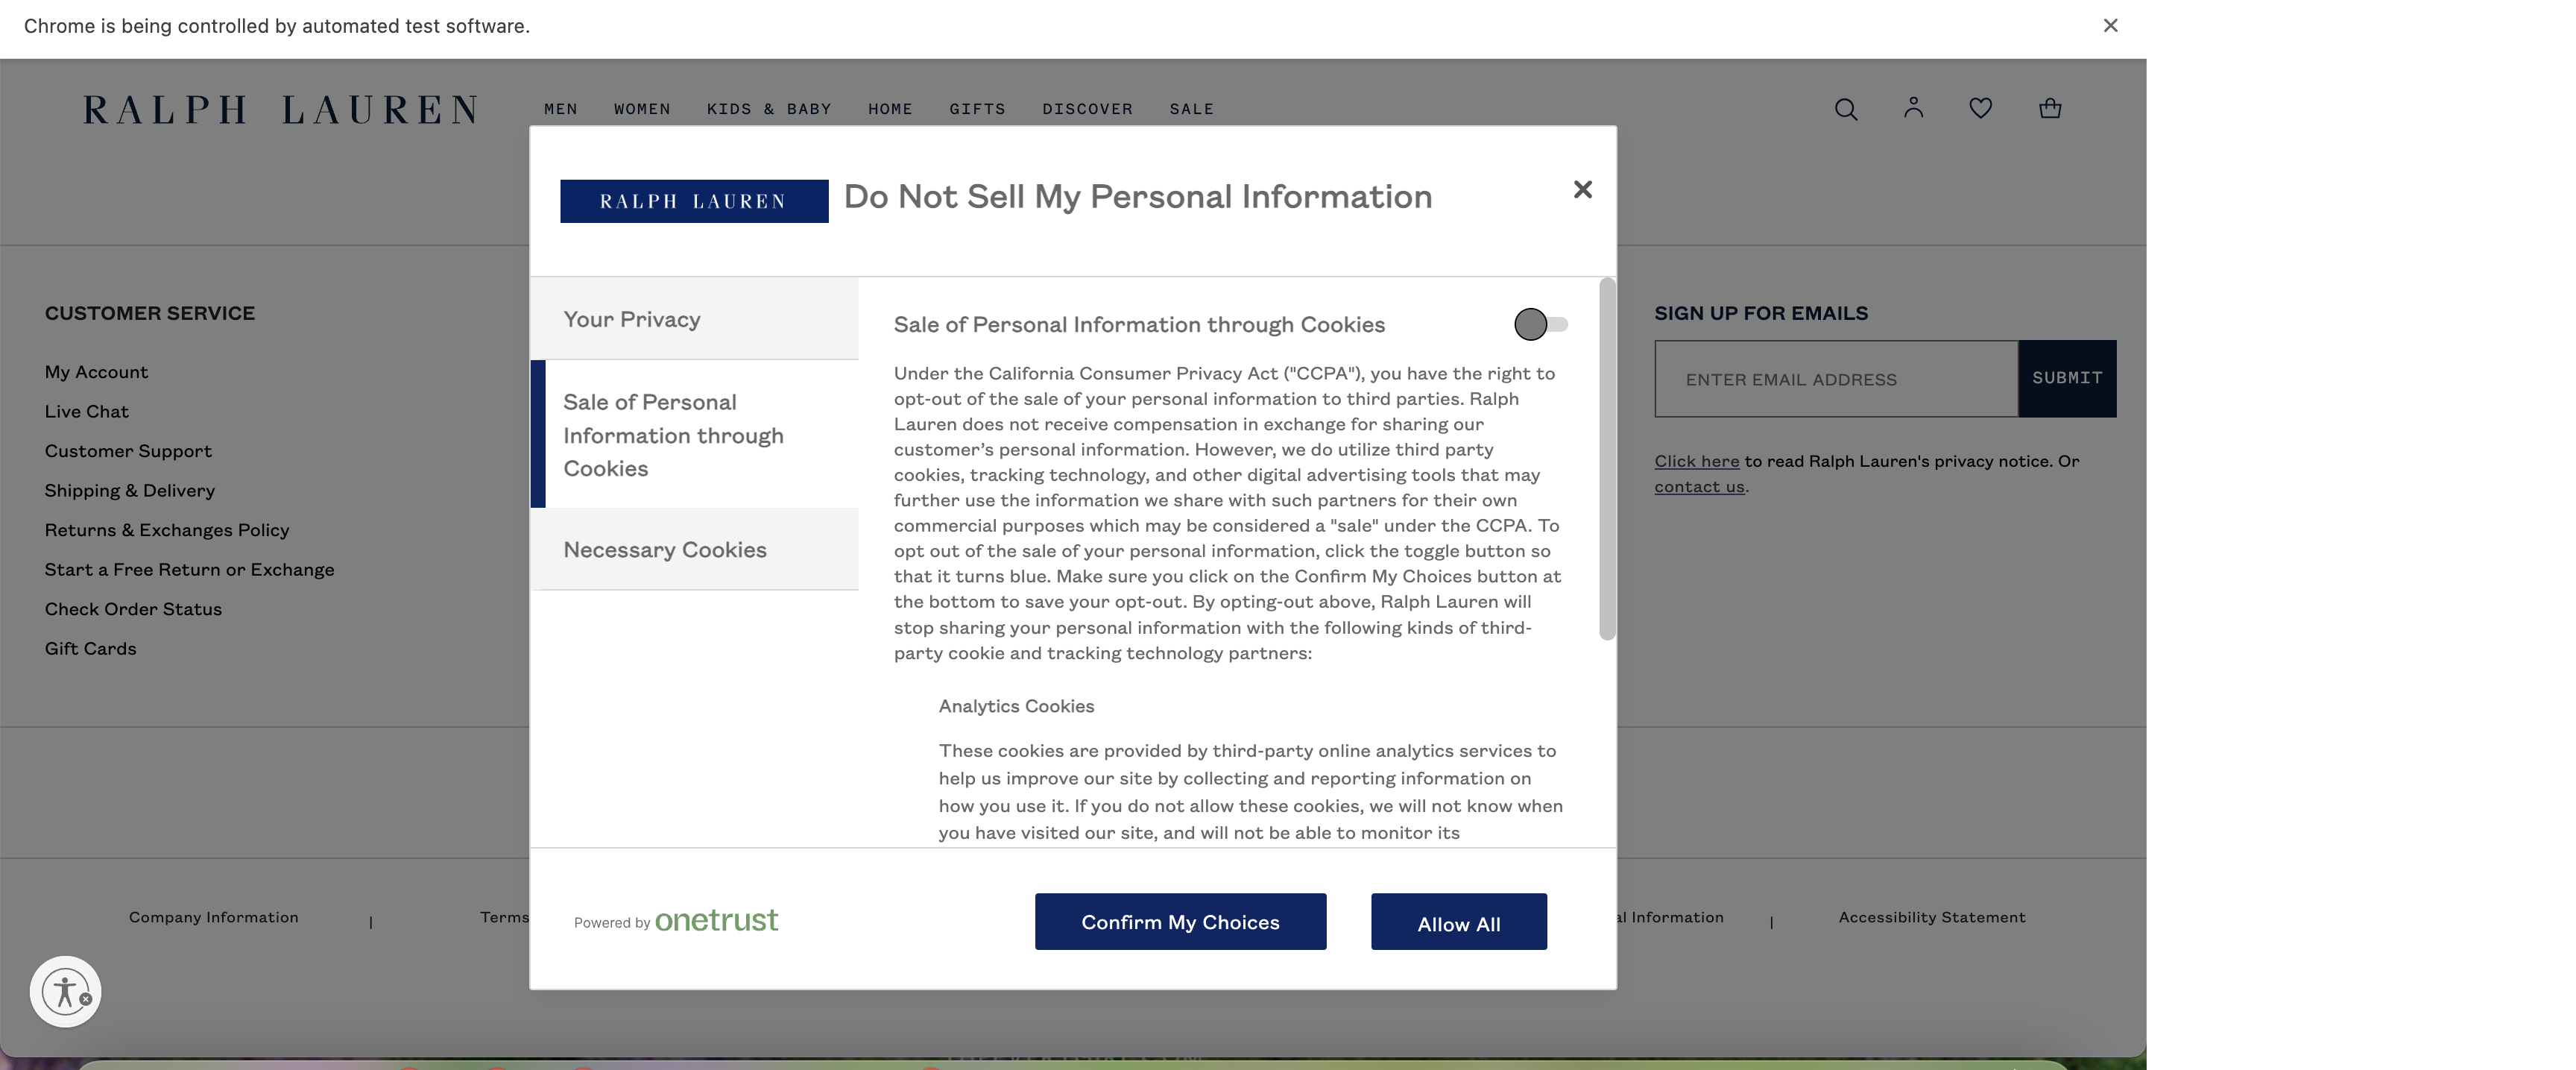 Chrome is being controlled by automated test software.
RALPH LAUREN
MEN WOMEN KIDS & BABY HOME GIFTS DISCOVER SALE
RALPH LAUREN
Do Not Sell My Personal Information
CUSTOMER SERVICE
My Account
Live Chat
Customer Support
Shipping & Delivery
Returns & Exchanges Policy
Start a Free Return or Exchange
Check Order Status
Gift Cards
Your Privacy
Sale of Personal
Information through
Cookies
Necessary Cookies
Sale of Personal Information through Cookies
Under the California Consumer Privacy Act ("CCPA"), you have the right to
opt-out of the sale of your personal information to third parties. Ralph
Lauren does not receive compensation in exchange for sharing our
customer’s personal information. However, we do utilize third party
cookies, tracking technology, and other digital advertising tools that may
further use the information we share with such partners for their own
commercial purposes which may be considered a "sale" under the CCPA. To
opt out of the sale of your personal information, click the toggle button so
that it turns blue. Make sure you click on the Confirm My Choices button at
the bottom to save your opt-out. By opting-out above, Ralph Lauren will
stop sharing your personal information with the following kinds of third-
party cookie and tracking technology partners:
Analytics Cookies
These cookies are provided by third-party online analytics services to
help us improve our site by collecting and reporting information on
how you use it. If you do not allow these cookies, we will not know when
you have visited our site, and will not be able to monitor its
SIGN UP FOR EMAILS
ENTER EMAIL ADDRESS
SUBMIT
Click here to read Ralph Lauren's privacy notice. Or
contact us.
Powered by onetrust
Confirm My Choices
Allow All
Company Information | Terms
al Information | Accessibility Statement